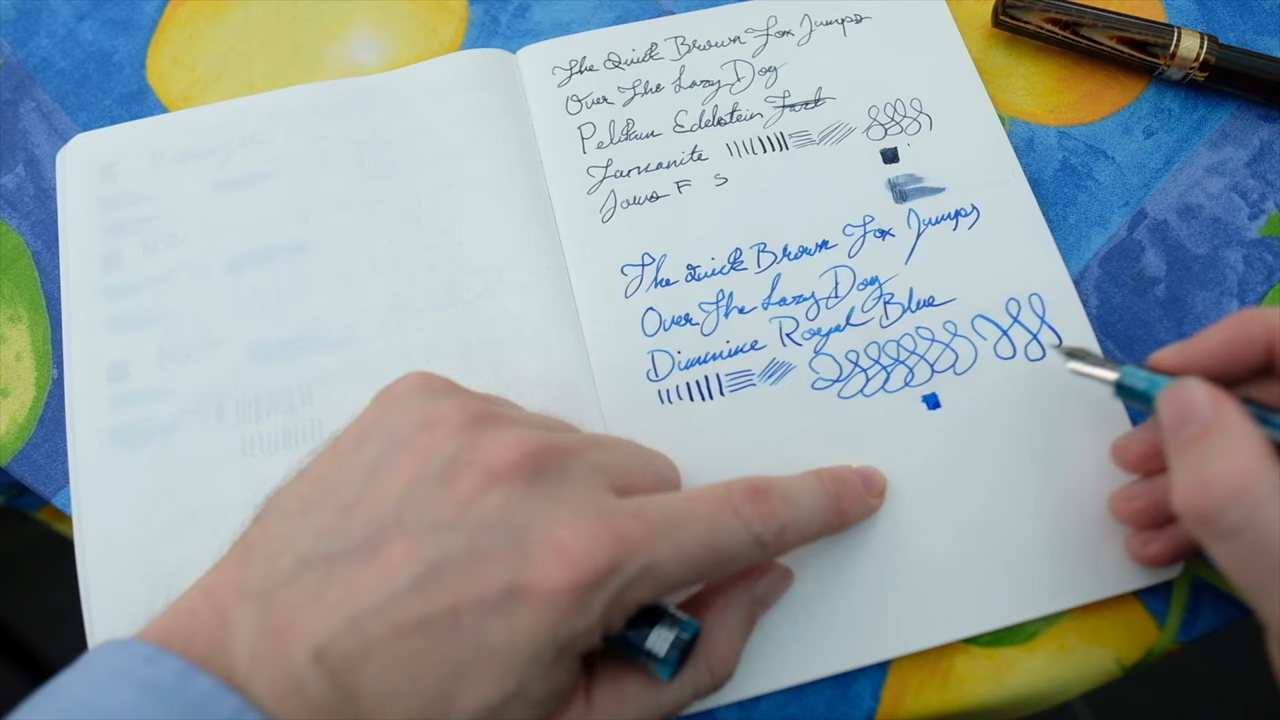 The Quick Brown Fox Jumps
Over The Lazy Dog
Pelikan Edelstein
Tanzanite
Jowo F S
The Quick Brown Fox Jumps
Over The Lazy Dog
Diamine Royal Blue